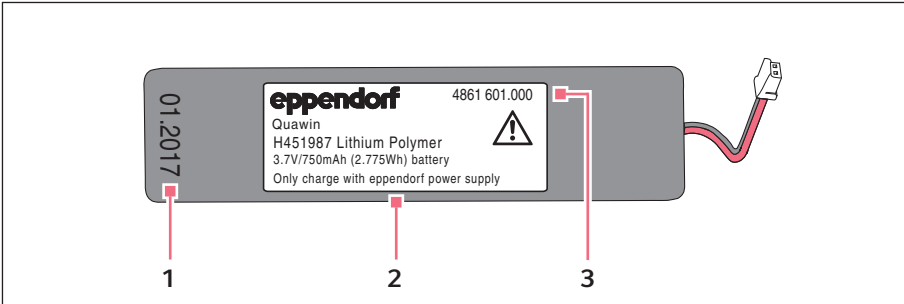 01.2017
eppendorf 4861 601.000
Quawin
H451987 Lithium Polymer
3.7V/750mAh (2.775Wh) battery
Only charge with eppendorf power supply
1 2 3